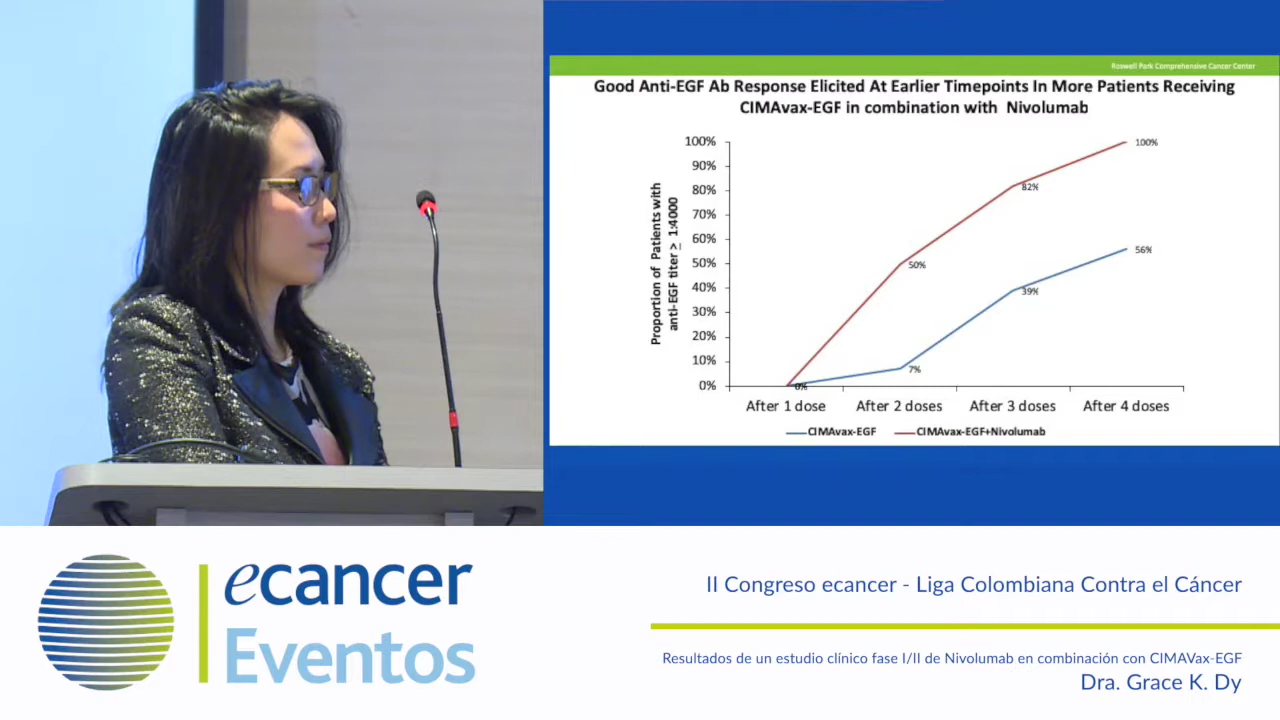 Roswell Park Comprehensive Cancer Center
Good Anti-EGF Ab Response Elicited At Earlier Timepoints In More Patients Receiving
CIMAvax-EGF in combination with Nivolumab
Proportion of Patients with
anti-EGF titer ≥ 1:4000
100%
90%
80%
70%
60%
50%
40%
30%
20%
10%
0%
100%
82%
50%
56%
39%
7%
0%
After 1 dose
After 2 doses
After 3 doses
After 4 doses
CIMAvax-EGF
CIMAvax-EGF+Nivolumab
ecancer
Eventos
II Congreso ecancer - Liga Colombiana Contra el Cáncer
Resultados de un estudio clínico fase I/II de Nivolumab en combinación con CIMAVax-EGF
Dra. Grace K. Dy